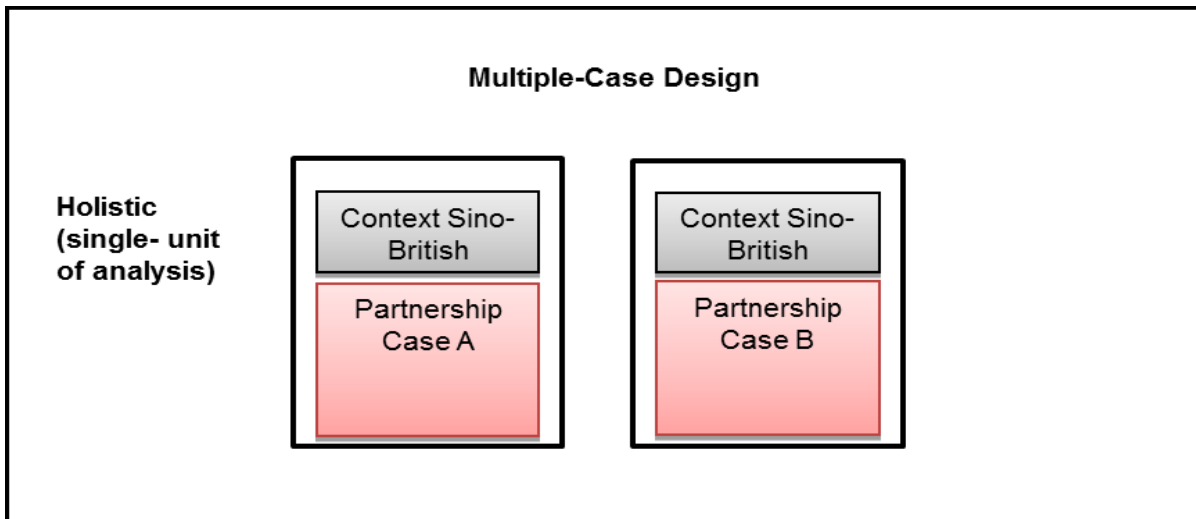 Multiple-Case Design
Holistic
(single- unit
of analysis)
Context Sino-
British
Partnership
Case A
Context Sino-
British
Partnership
Case B